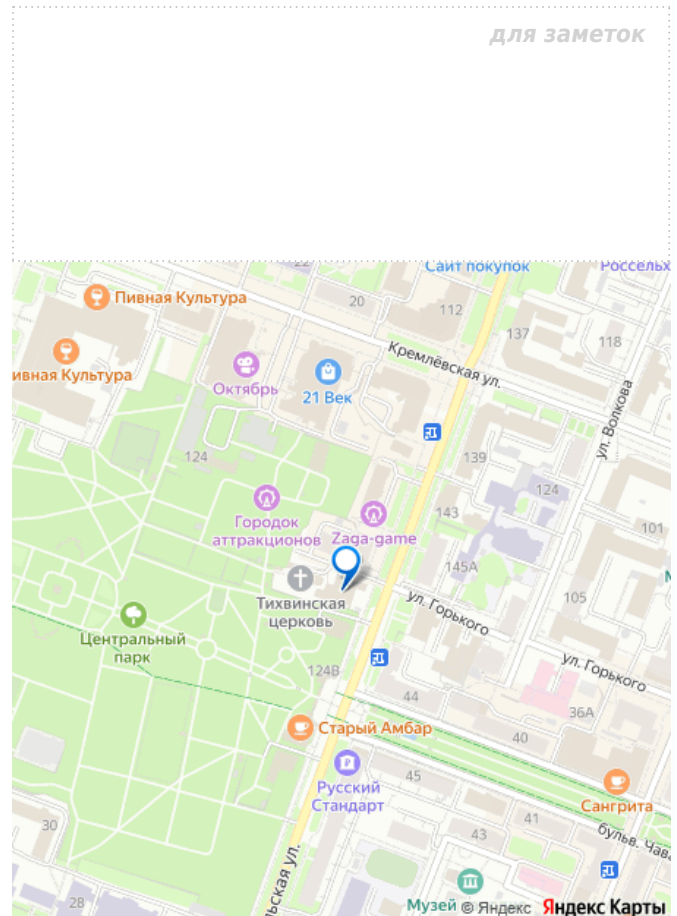 для заметок
22
Сайт покупок
Россельх
Пивная Культура
20
112
137
118
Кремлёвская ул.
ивная Культура
Октябрь
21 Век
ул. Волкова
124
139
124
143
101
Городок
аттракционов
Zaga-game
145А
105
Тихвинская
церковь
ул. Горького
Центральный
парк
124В
ул. Горького
44
36А
Старый Амбар
40
Русский
Стандарт
45
Сангрита
41
30
43
бульв. Чава
льская ул.
28
Музей
© Яндекс
Яндекс Карты